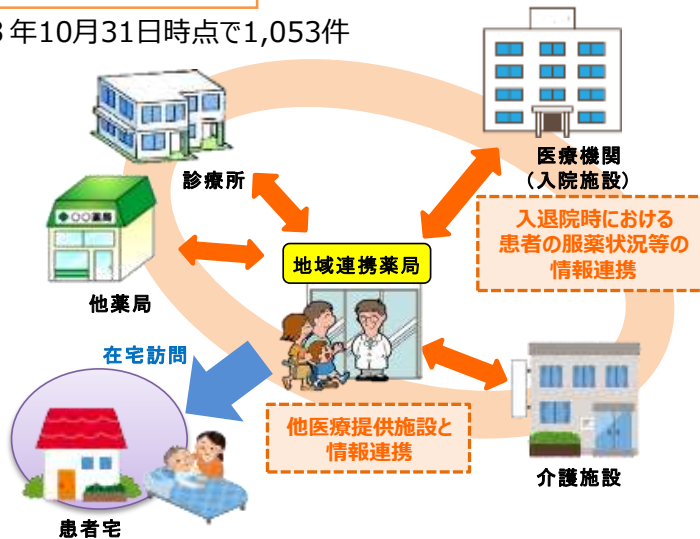 年10月31日時点で1,053件
診療所
医療機関
（入院施設）
○○薬局
他薬局
地域連携薬局
入退院時における
患者の服薬状況等の
情報連携
在宅訪問
他医療提供施設と
情報連携
介護施設
患者宅